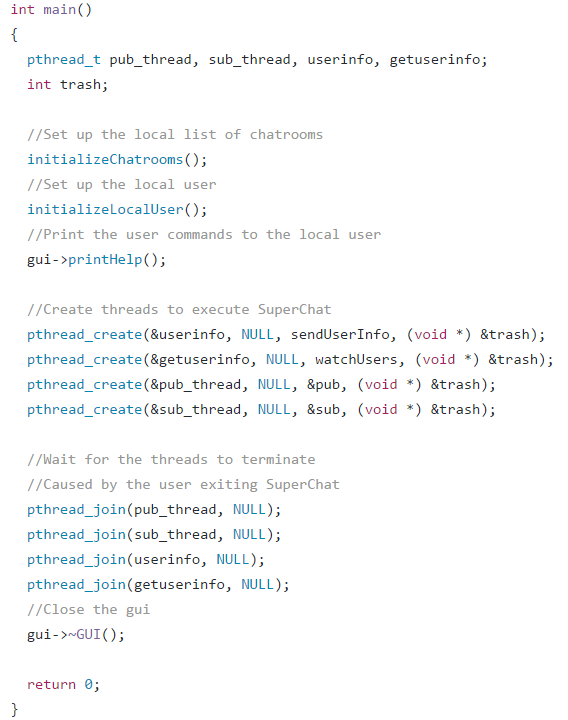 int main()
{
  pthread_t pub_thread, sub_thread, userinfo, getuserinfo;
  int trash;

  //Set up the local list of chatrooms
  initializeChatrooms();
  //Set up the local user
  initializeLocalUser();
  //Print the user commands to the local user
  gui->printHelp();

  //Create threads to execute SuperChat
  pthread_create(&userinfo, NULL, sendUserInfo, (void *) &trash);
  pthread_create(&getuserinfo, NULL, watchUsers, (void *) &trash);
  pthread_create(&pub_thread, NULL, &pub, (void *) &trash);
  pthread_create(&sub_thread, NULL, &sub, (void *) &trash);

  //Wait for the threads to terminate
  //Caused by the user exiting SuperChat
  pthread_join(pub_thread, NULL);
  pthread_join(sub_thread, NULL);
  pthread_join(userinfo, NULL);
  pthread_join(getuserinfo, NULL);
  //Close the gui
  gui->~GUI();

  return 0;
}